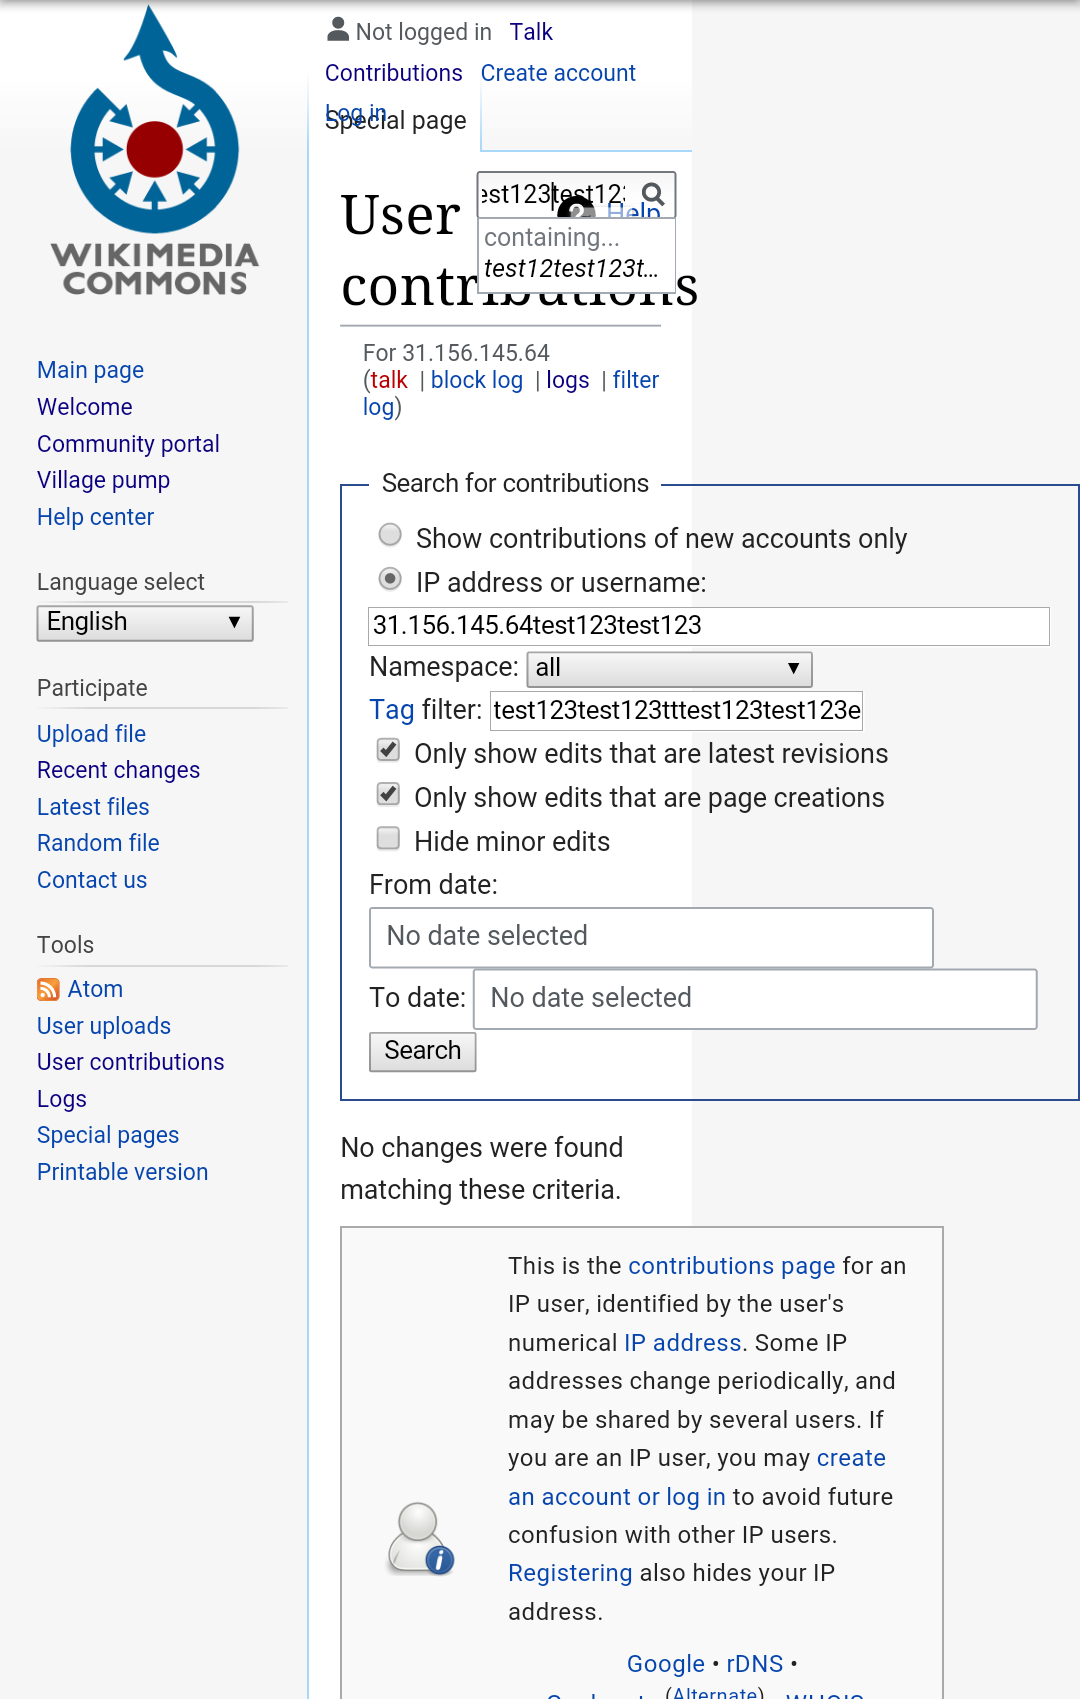 WIKIMEDIA
COMMONS
Main page
Welcome
Community portal
Village pump
Help center
Language select
English
Participate
Upload file
Recent changes
Latest files
Random file
Contact us
Tools
Atom
User uploads
User contributions
Logs
Special pages
Printable version
Not logged in Talk
Contributions Create account
Log in
Special page
est123test12
Help
containing...
test12test123t...
User
contributions
For 31.156.145.64
(talk | block log | logs | filter
log)
Search for contributions
Show contributions of new accounts only
IP address or username:
31.156.145.64test123test123
Namespace: all
Tag filter: test123test123tttest123test123e
Only show edits that are latest revisions
Only show edits that are page creations
Hide minor edits
From date:
No date selected
To date: No date selected
Search
No changes were found
matching these criteria.
This is the contributions page for an
IP user, identified by the user's
numerical IP address. Some IP
addresses change periodically, and
may be shared by several users. If
you are an IP user, you may create
an account or log in to avoid future
confusion with other IP users.
Registering also hides your IP
address.
Google • rDNS •
(Alternate)